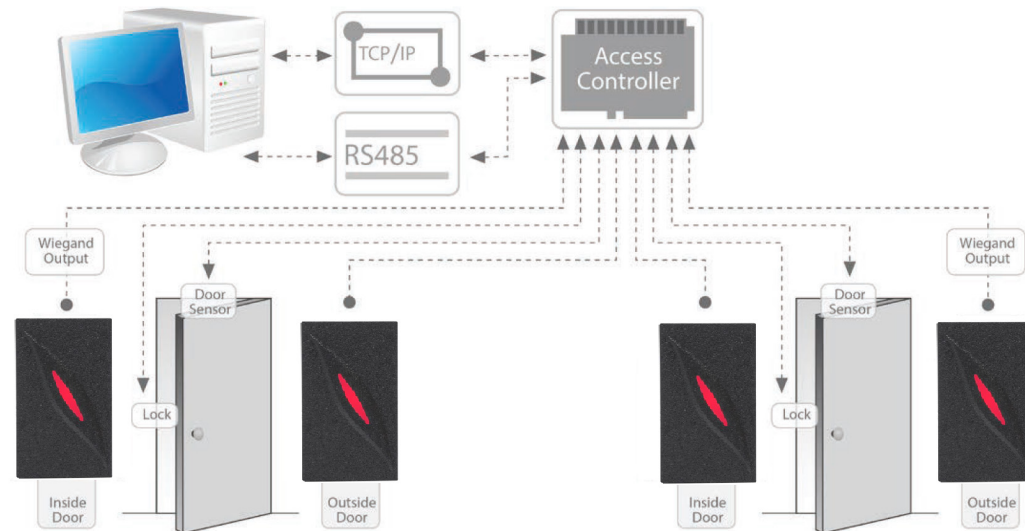 TCP/IP
Access
Controller
RS485
Wiegand
Output
Door
Sensor
Door
Sensor
Wiegand
Output
Lock
Lock
Inside
Door
Outside
Door
Inside
Door
Outside
Door